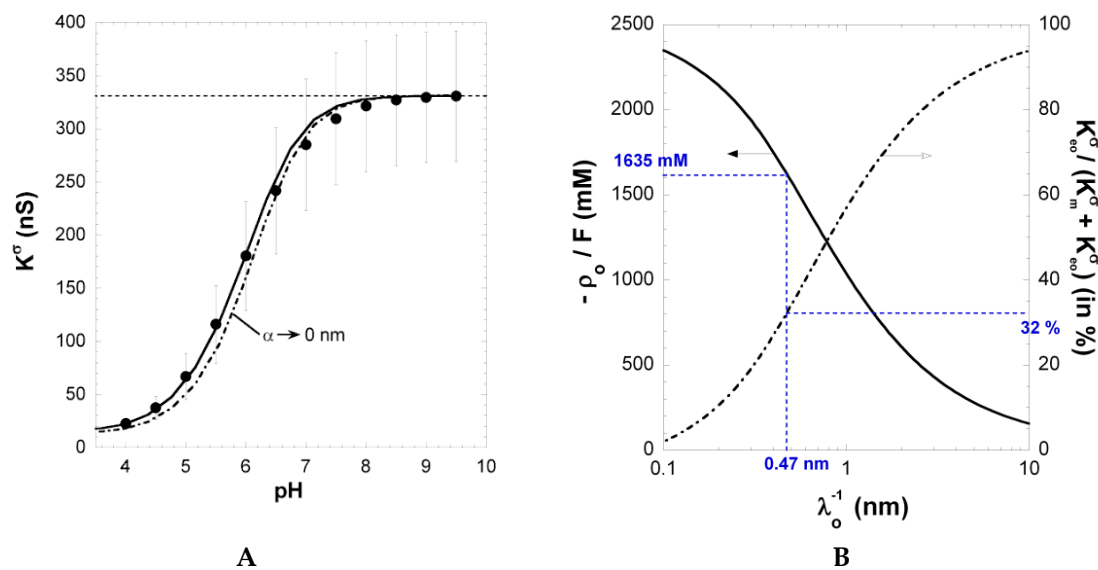 400
350
300
250
200
150
100
50
0
K^σ (nS)
α → 0 nm
4 5 6 7 8 9 10
pH
A
2500
2000
1500
1000
500
0
- ρ_o / F (mM)
1635 mM
100
80
60
40
20
0
K^σ_eo / (K^σ_m + K^σ_eo) (in %)
32 %
0.47 nm
0.1 1 10
λ_o^-1 (nm)
B